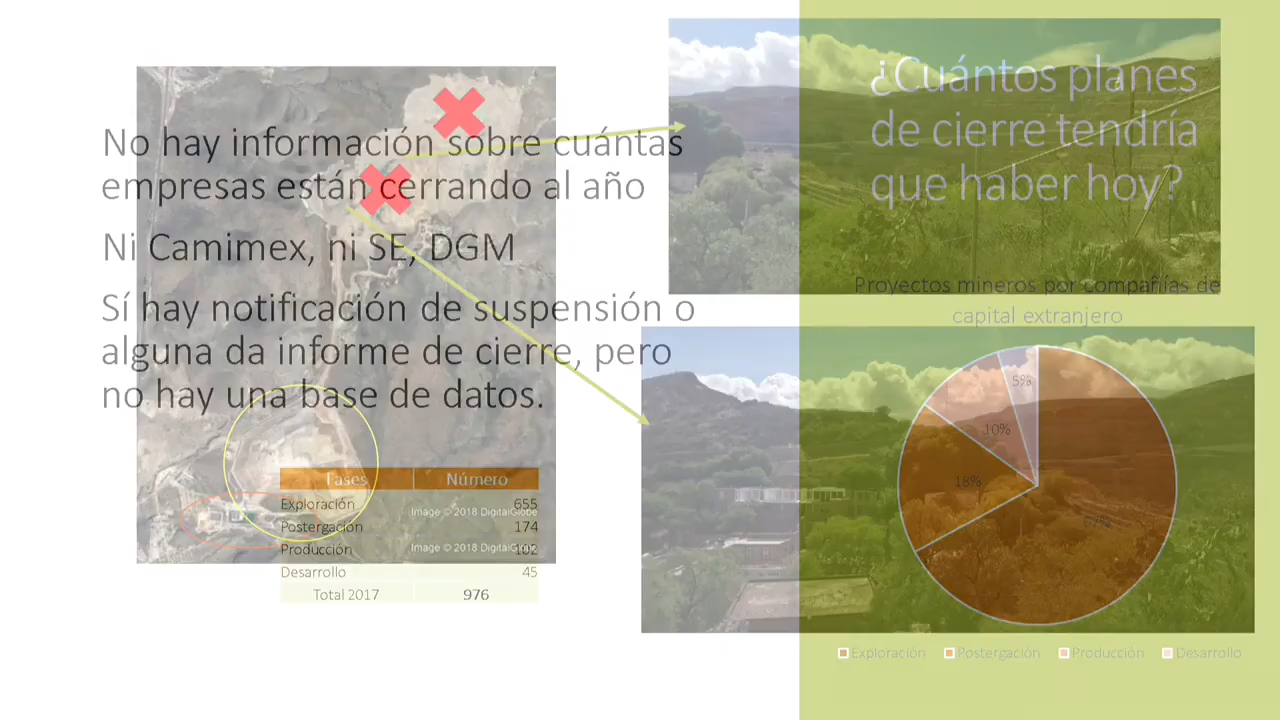 No hay información sobre cuántas
empresas están cerrando al año
Ni Camimex, ni SE, DGM
Sí hay notificación de suspensión o
alguna da informe de cierre, pero
no hay una base de datos.
Fases Número
Exploración 655
Postergación 174
Producción 102
Desarrollo 45
Total 2017 976
Image © 2018 DigitalGlobe
Image © 2018 DigitalGlobe
¿Cuántos planes
de cierre tendría
que haber hoy?
Proyectos mineros por compañías de
capital extranjero
5%
10%
18%
67%
Exploración Postergación Producción Desarrollo